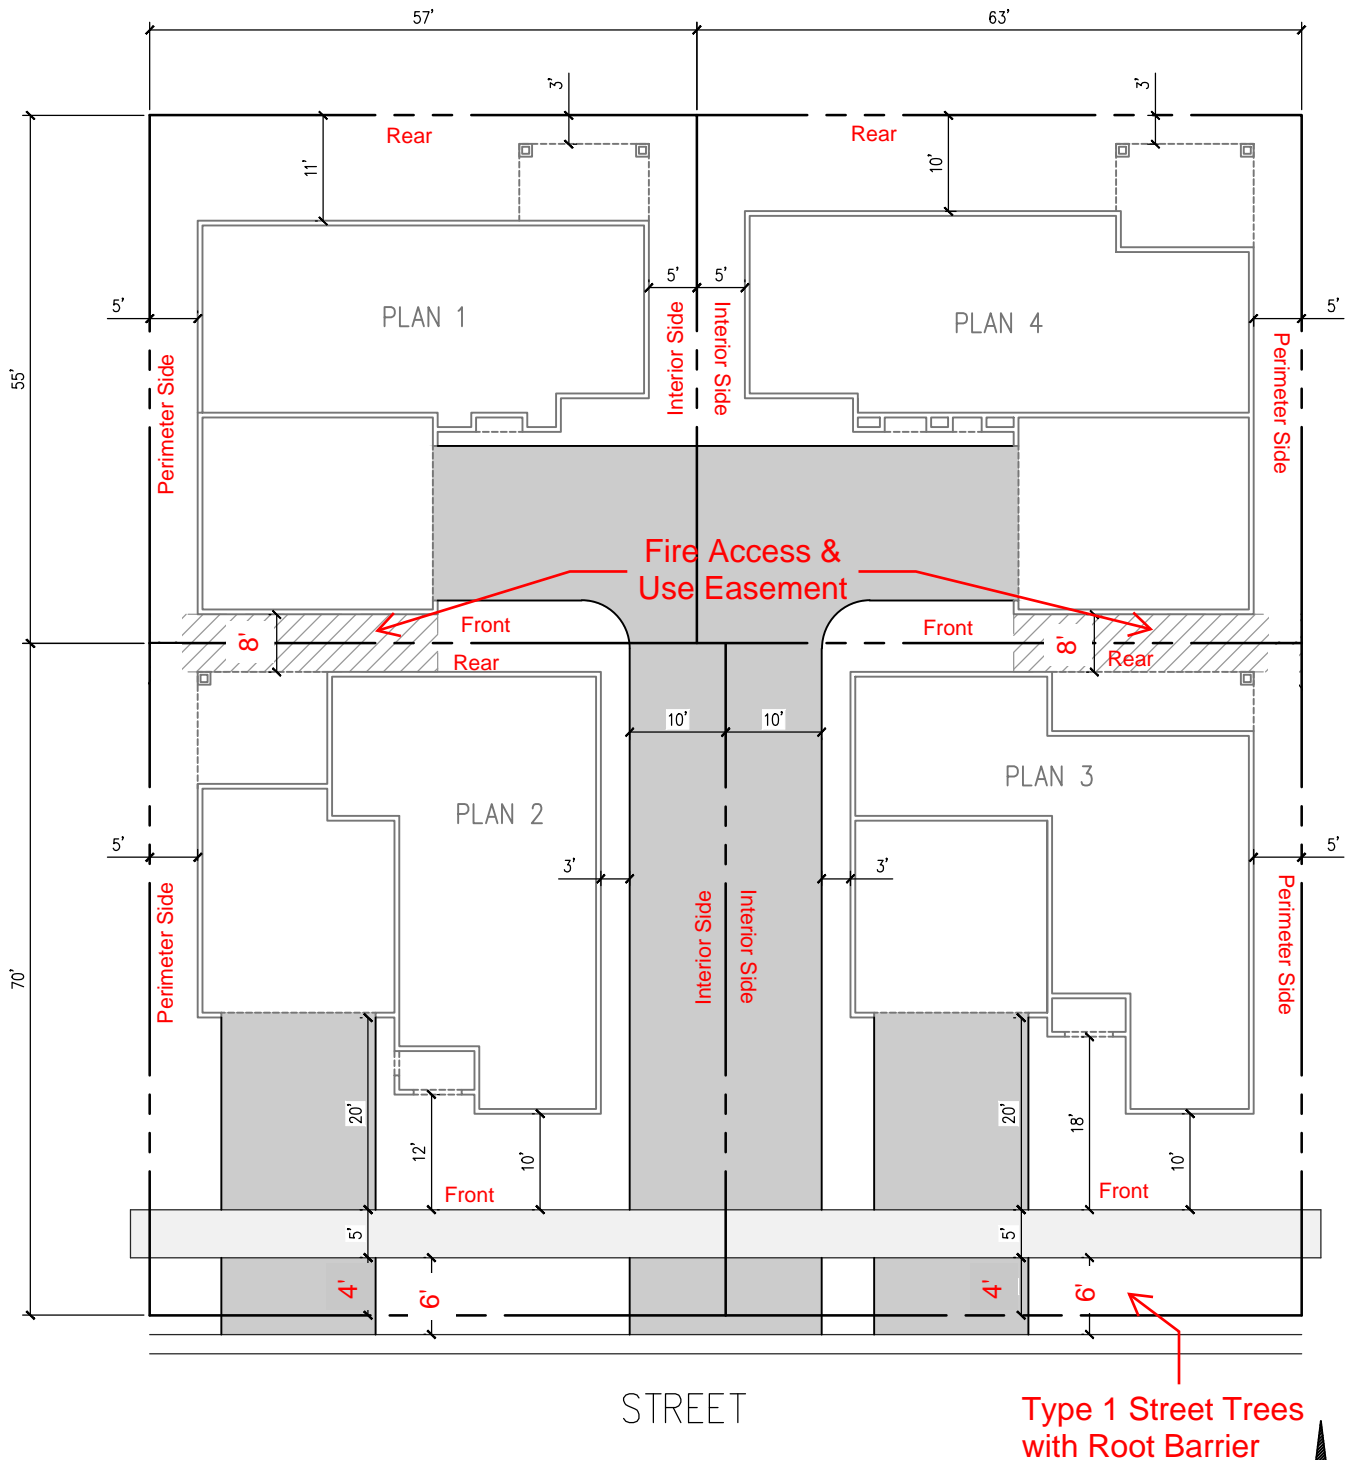 57'
63'
3'
3'
Rear
Rear
11'
10'
5'
5'
5'
5'
PLAN 1
PLAN 4
Interior Side
Interior Side
Perimeter Side
Perimeter Side
55'
Fire Access &
Use Easement
Front
Front
8'
8'
Rear
Rear
10'
10'
PLAN 2
PLAN 3
5'
3'
3'
5'
Perimeter Side
Interior Side
Interior Side
Perimeter Side
70'
20'
12'
10'
20'
18'
10'
Front
Front
5'
5'
4'
6'
4'
6'
STREET
Type 1 Street Trees
with Root Barrier